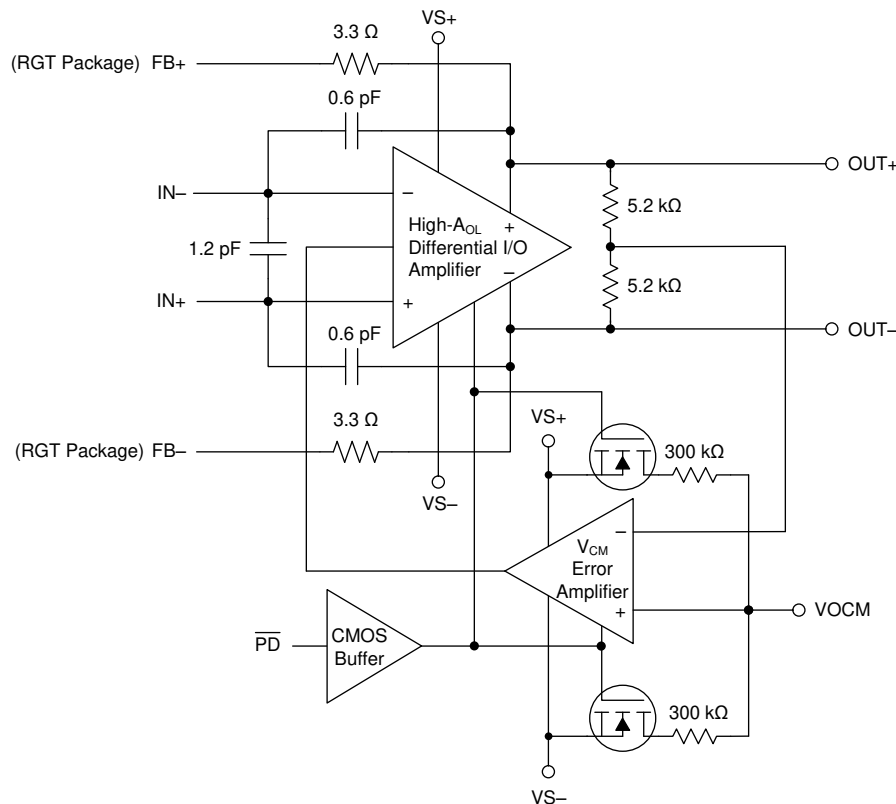 VS+
3.3 Ω
(RGT Package) FB+
0.6 pF
OUT+
IN–
–
5.2 kΩ
High-AOL
Differential I/O
Amplifier
+
–
1.2 pF
5.2 kΩ
IN+
+
0.6 pF
OUT–
3.3 Ω
VS+
(RGT Package) FB–
300 kΩ
VS–
–
VCM
Error
Amplifier
+
VOCM
PD
CMOS
Buffer
300 kΩ
VS–